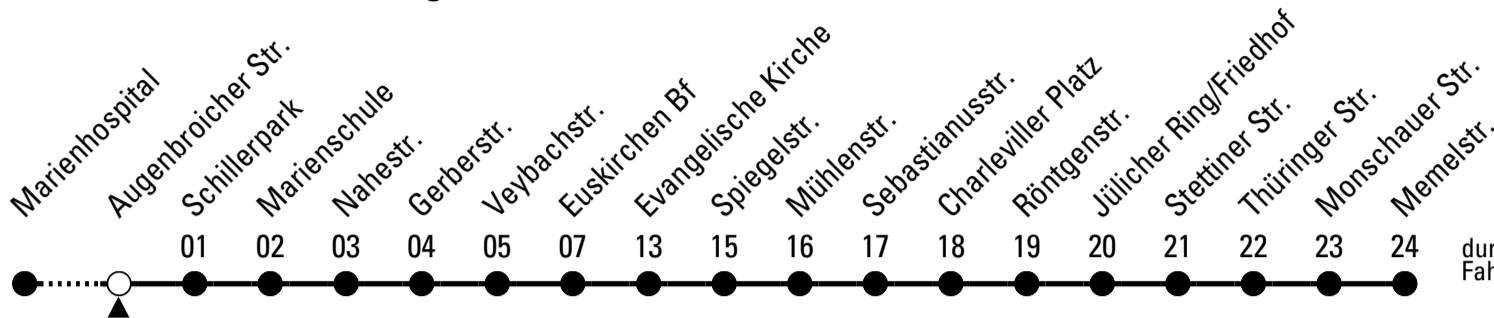 Marienhospital
Augenbroicher Str.
Schillerpark
Marienschule
Nahestr.
Gerberstr.
Veybachstr.
Euskirchen Bf
Evangelische Kirche
Spiegelstr.
Mühlenstr.
Sebastianusstr.
Charleviller Platz
Röntgenstr.
Jülicher Ring/Friedhof
Stettiner Str.
Thüringer Str.
Monschauer Str.
Memelstr.
01 02 03 04 05 07 13 15 16 17 18 19 20 21 22 23 24